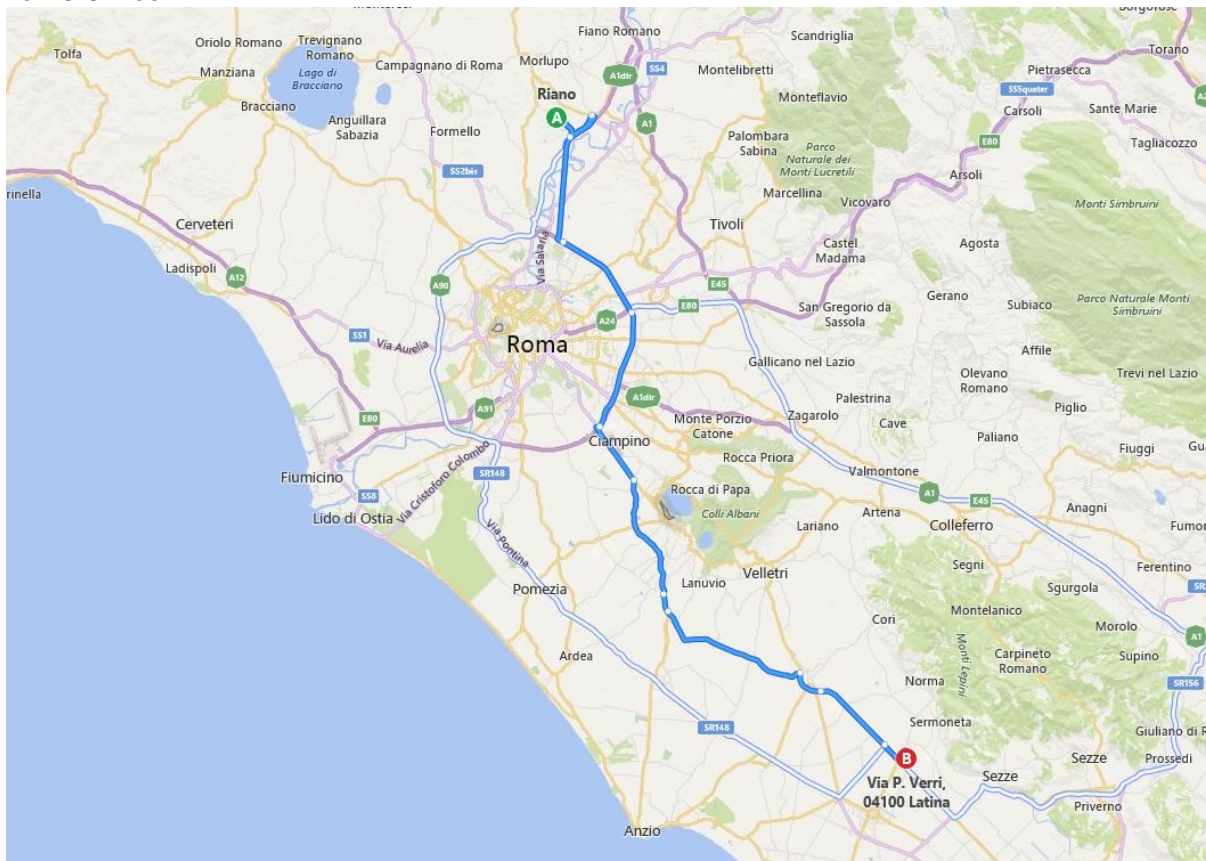 Fiano Romano
Scandriglia
Borgorose
Tolfa
Oriolo Romano
Trevignano
Romano
Manziana
Lago di
Bracciano
Campagnano di Roma
Morlupo
A1dir
SS4
Montelibretti
Torano
Pietrasecca
SS5quater
Carsoli
Sante Marie
Bracciano
Anguillara
Sabazia
Formello
Riano
A
A1
Monteflavio
Palombara
Sabina
Parco
Naturale dei
Monti Lucretili
E80
Tagliacozzo
SS2bis
Arsoli
Marcellina
Vicovaro
Monti Simbruini
rinella
Cerveteri
Tivoli
Castel
Madama
Agosta
Ladispoli
A12
A90
Via Salaria
E45
E80
San Gregorio da
Sassola
Gerano
Subiaco
Parco Naturale Monti
Simbruini
SS1
Via Aurelia
A24
Roma
Affile
Gallicano nel Lazio
Olevano
Romano
Trevi nel Lazio
A1dir
Palestrina
Piglio
E80
A91
Monte Porzio
Catone
Zagarolo
Cave
Ciampino
Paliano
Fiuggi
Gu
Rocca Priora
Fiumicino
SS8
Via Cristoforo Colombo
SR148
Valmontone
Rocca di Papa
A1
E45
Anagni
Lido di Ostia
Colli Albani
Artena
Lariano
Colleferro
Fumor
Via Pontina
Segni
Ferentino
Pomezia
Lanuvio
Velletri
Sgurgola
Montelanico
Cori
Morolo
A1
Ardea
Monti Lepini
Carpineto
Romano
Supino
Norma
SR156
SR148
Sermoneta
Giuliano di R
B
Sezze
Sezze
Prossedi
Via P. Verri,
04100 Latina
Priverno
Anzio